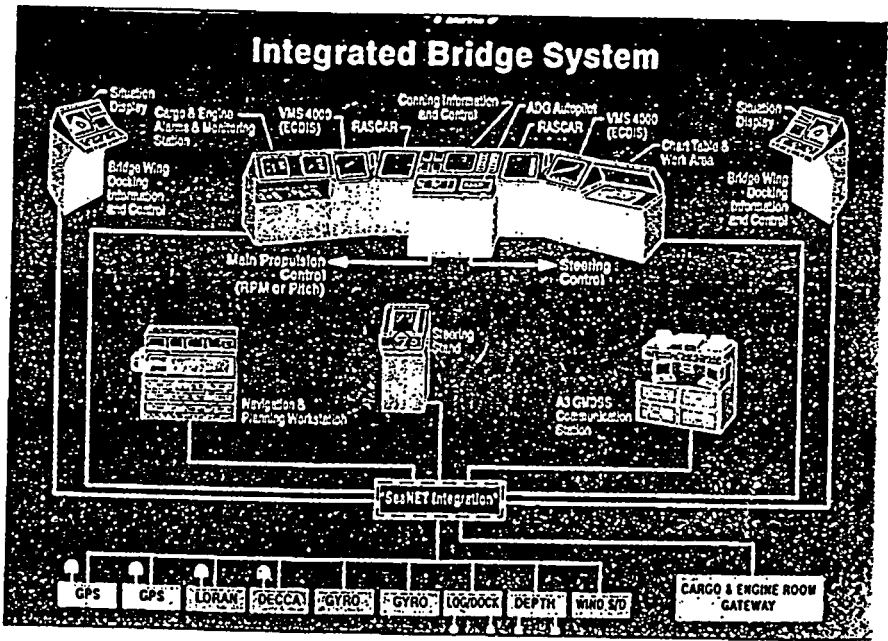 Integrated Bridge System
Situation
Display
Cargo & Engine
Alarms & Monitoring
Station
VMS 4000
(ECDIS)
RASCAR
Conning Information
and Control
ADG Autopilot
RASCAR
VMS 4000
(ECDIS)
Chart Table &
Work Area
Situation
Display
Bridge Wing
Docking
Information
and Control
Bridge Wing
Docking
Information
and Control
Main Propulsion
Control
(RPM or Pitch)
Steering
Control
Steering
Stand
Navigation &
Planning Workstation
A3 GMDSS
Communication
Station
"SeaNET Integration"
GPS
GPS
LORAN
DECCA
GYRO
GYRO
LOG/DOCK
DEPTH
WIND S/D
CARGO & ENGINE ROOM
GATEWAY